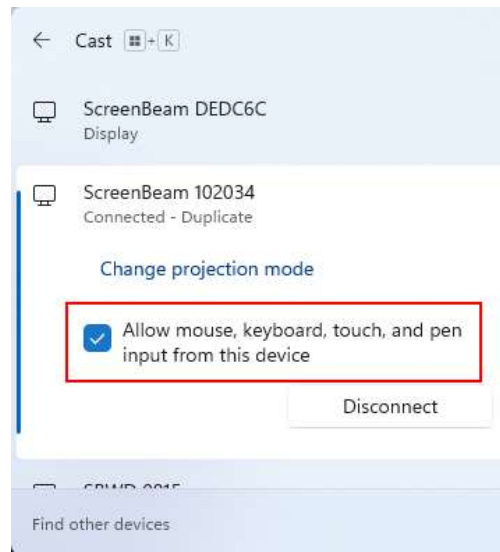 Cast + K
ScreenBeam DEDC6C
Display
ScreenBeam 102034
Connected - Duplicate
Change projection mode
Allow mouse, keyboard, touch, and pen
input from this device
Disconnect
Find other devices